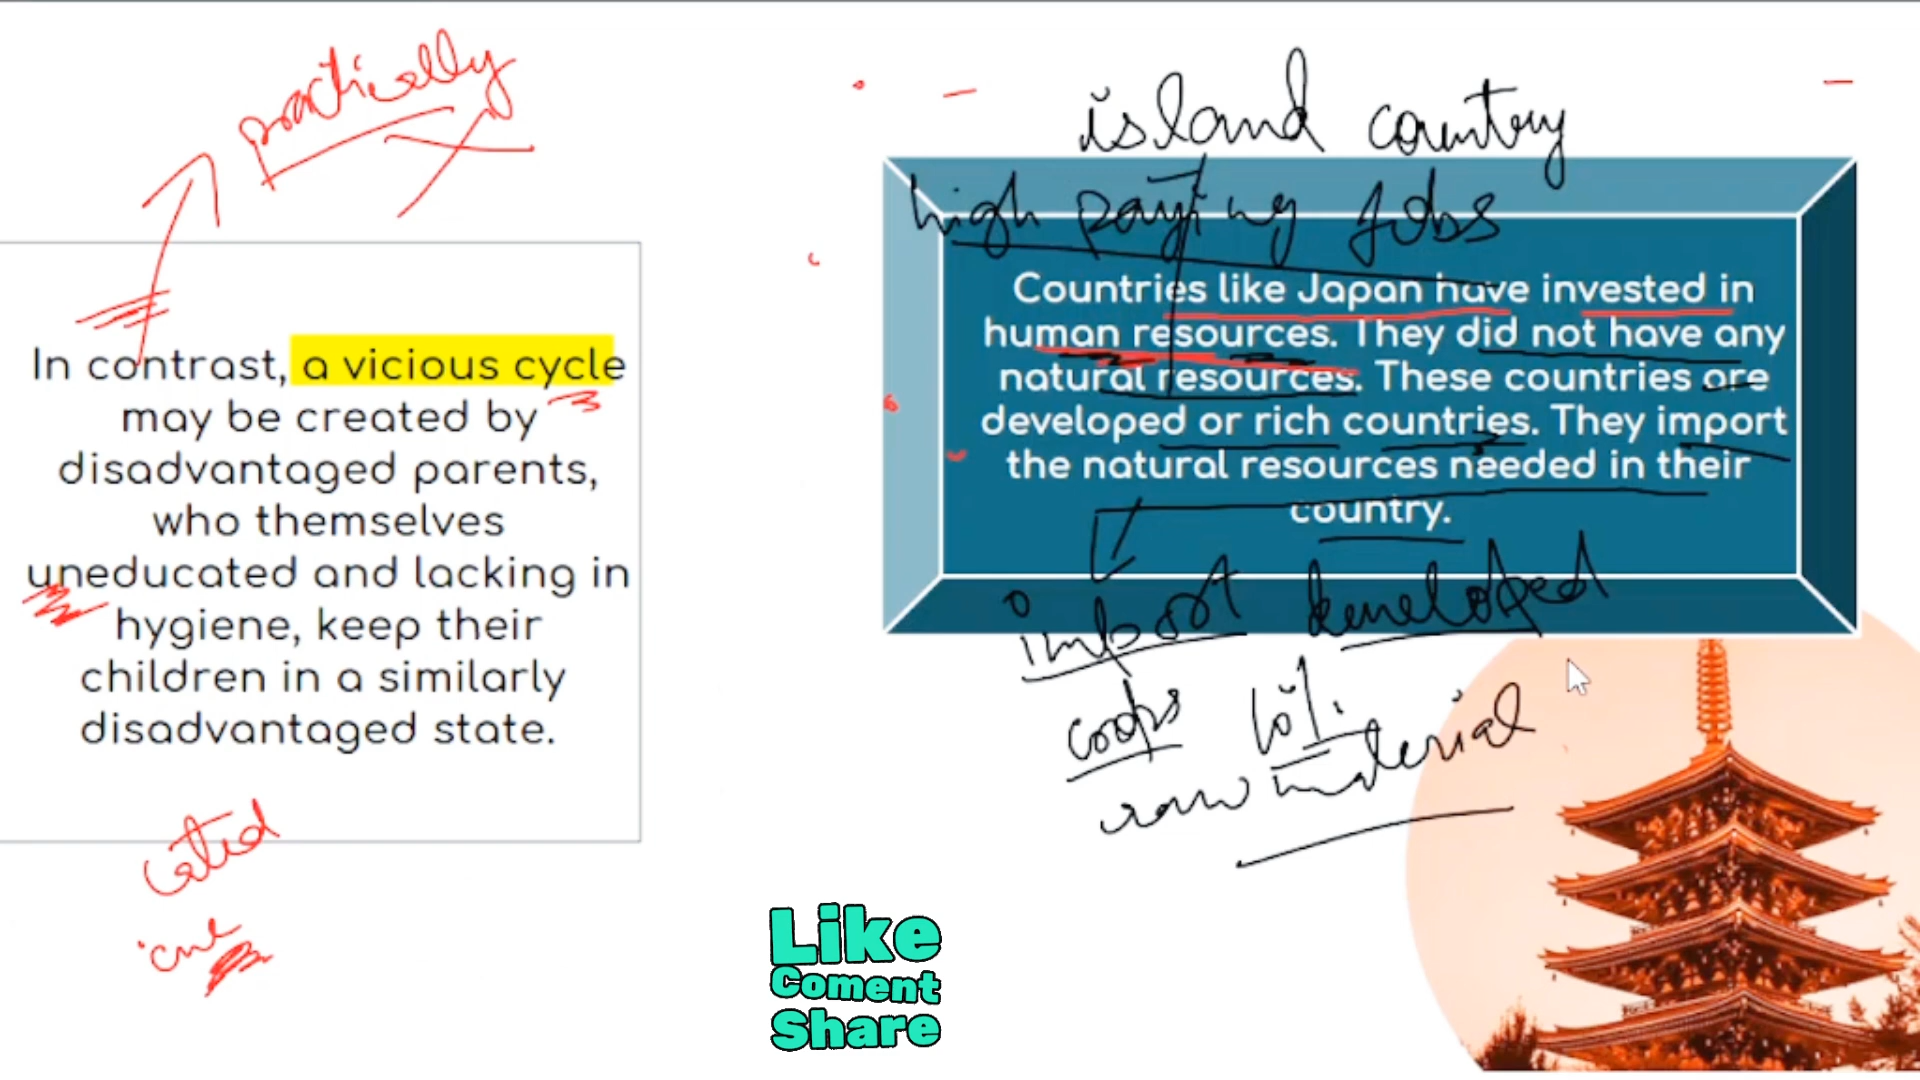 practically
In contrast, a vicious cycle
may be created by
disadvantaged parents,
who themselves
uneducated and lacking in
hygiene, keep their
children in a similarly
disadvantaged state.
island country
high paying jobs
Countries like Japan have invested in
human resources. They did not have any
natural resources. These countries are
developed or rich countries. They import
the natural resources needed in their
country.
import developed
raw material
Like
Coment
Share